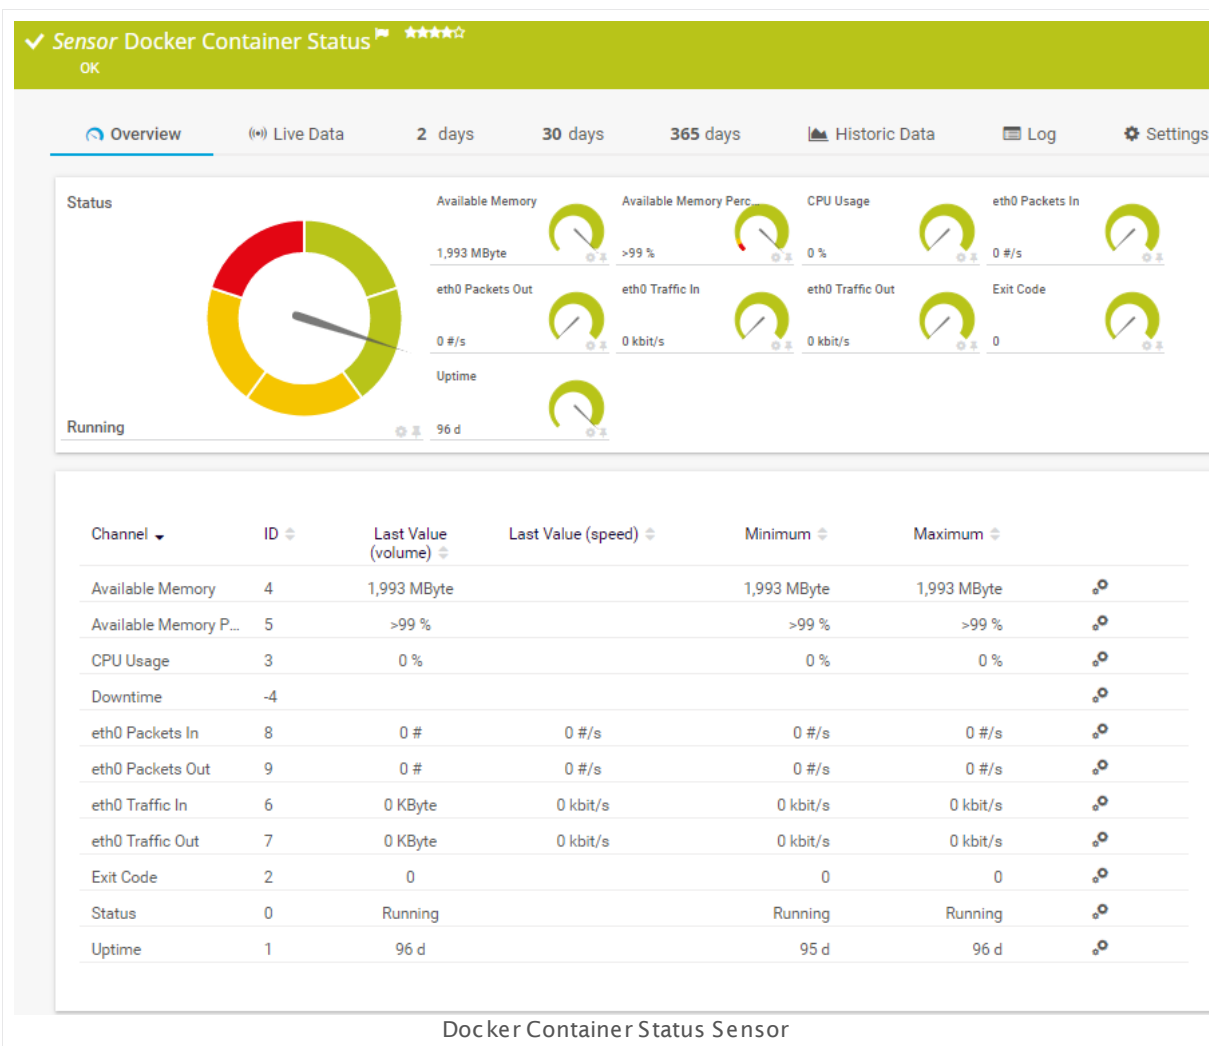 Sensor Docker Container Status
OK
Overview Live Data 2 days 30 days 365 days Historic Data Log Settings
Status
Running
Available Memory
1,993 MByte
Available Memory Perc...
>99 %
CPU Usage
0 %
eth0 Packets In
0 #/s
eth0 Packets Out
0 #/s
eth0 Traffic In
0 kbit/s
eth0 Traffic Out
0 kbit/s
Exit Code
0
Uptime
96 d
Channel ID Last Value (volume) Last Value (speed) Minimum Maximum
Available Memory 4 1,993 MByte 1,993 MByte 1,993 MByte
Available Memory P... 5 >99 % >99 % >99 %
CPU Usage 3 0 % 0 % 0 %
Downtime -4
eth0 Packets In 8 0 # 0 #/s 0 #/s 0 #/s
eth0 Packets Out 9 0 # 0 #/s 0 #/s 0 #/s
eth0 Traffic In 6 0 KByte 0 kbit/s 0 kbit/s 0 kbit/s
eth0 Traffic Out 7 0 KByte 0 kbit/s 0 kbit/s 0 kbit/s
Exit Code 2 0 0 0
Status 0 Running Running Running
Uptime 1 96 d 95 d 96 d
Docker Container Status Sensor